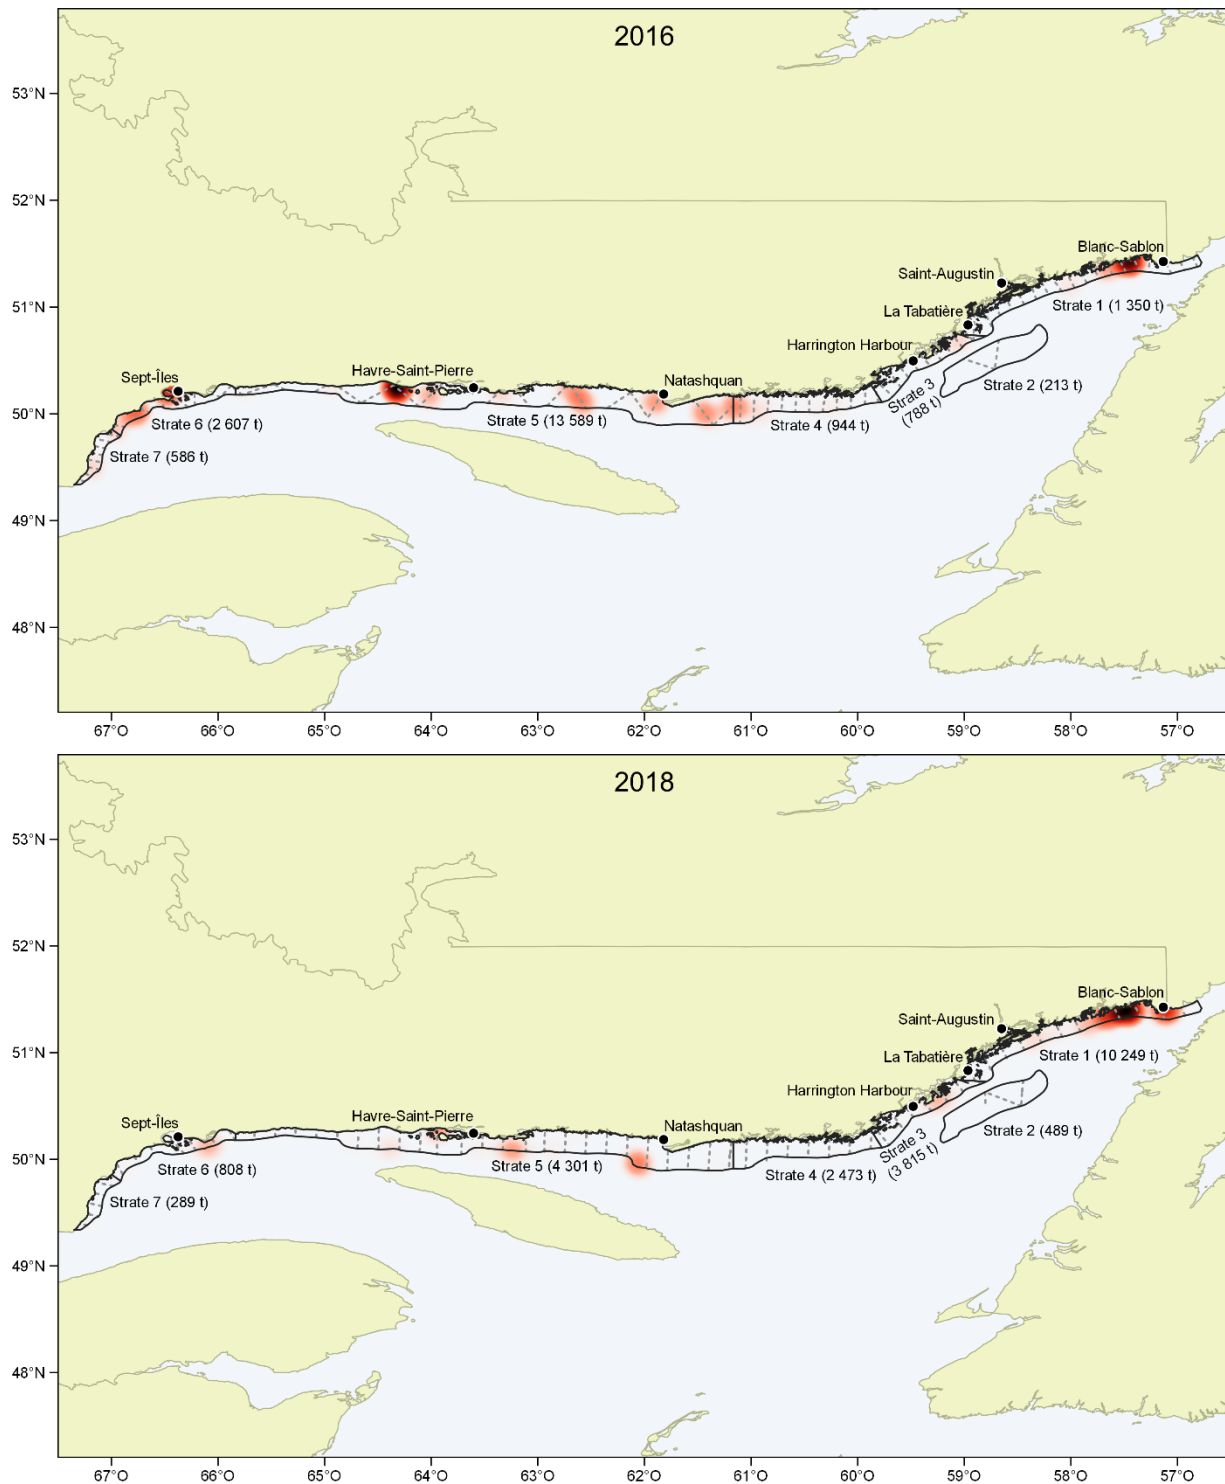 2016
53°N
52°N
51°N
50°N
49°N
48°N
Blanc-Sablon
Saint-Augustin
La Tabatière
Harrington Harbour
Strate 1 (1 350 t)
Strate 2 (213 t)
Strate 3
(788 t)
Sept-Îles
Havre-Saint-Pierre
Natashquan
Strate 6 (2 607 t)
Strate 5 (13 589 t)
Strate 4 (944 t)
Strate 7 (586 t)
67°O 66°O 65°O 64°O 63°O 62°O 61°O 60°O 59°O 58°O 57°O
2018
53°N
52°N
51°N
50°N
49°N
48°N
Blanc-Sablon
Saint-Augustin
La Tabatière
Harrington Harbour
Strate 1 (10 249 t)
Strate 2 (489 t)
Strate 3
(3 815 t)
Sept-Îles
Havre-Saint-Pierre
Natashquan
Strate 6 (808 t)
Strate 5 (4 301 t)
Strate 4 (2 473 t)
Strate 7 (289 t)
67°O 66°O 65°O 64°O 63°O 62°O 61°O 60°O 59°O 58°O 57°O